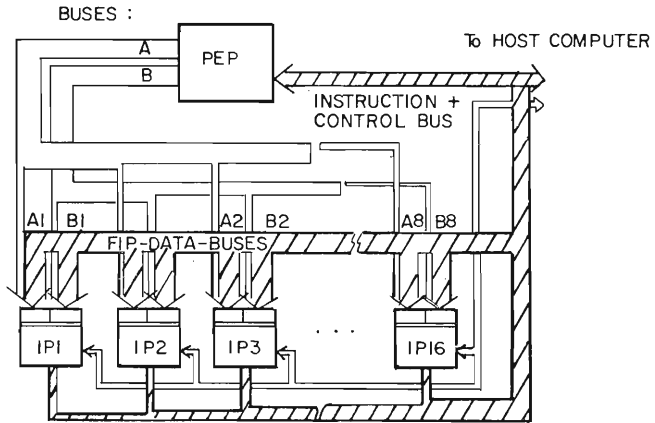 BUSES :
A
PEP
To HOST COMPUTER
B
INSTRUCTION +
CONTROL BUS
A1 B1 A2 B2 A8 B8
FIP-DATA-BUSES
IP1 IP2 IP3 . . . IP16